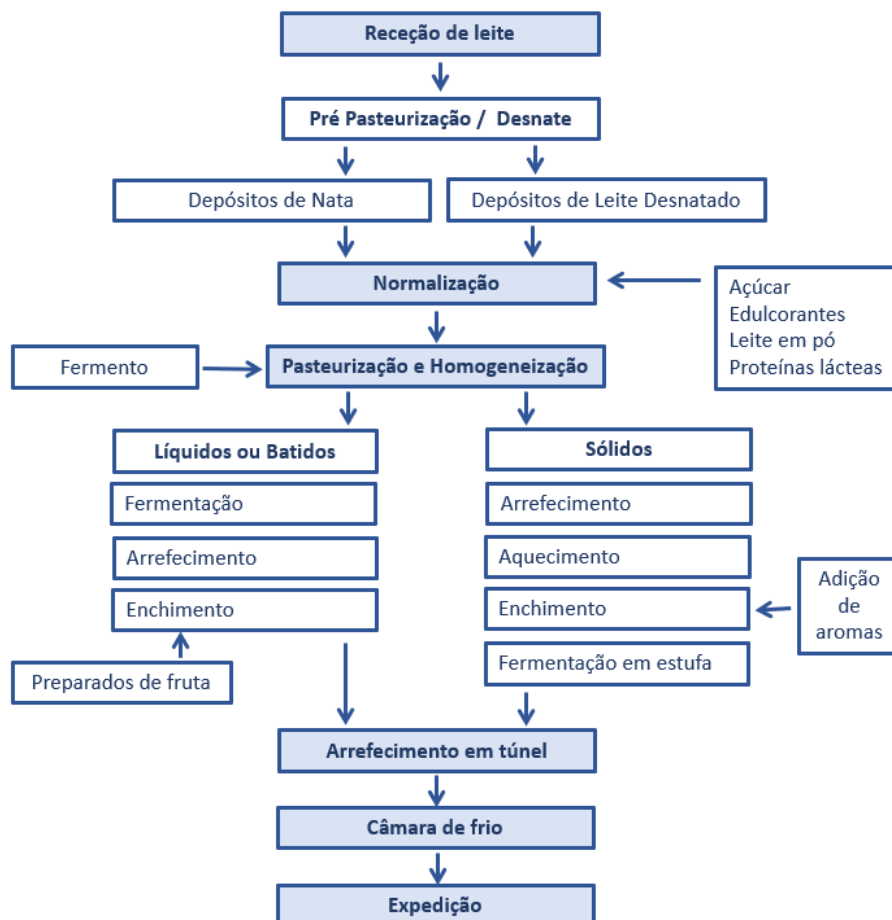 Receção de leite
Pré Pasteurização / Desnate
Depósitos de Nata
Depósitos de Leite Desnatado
Normalização
Açúcar
Edulcorantes
Leite em pó
Proteínas lácteas
Fermento
Pasteurização e Homogeneização
Líquidos ou Batidos
Fermentação
Arrefecimento
Enchimento
Preparados de fruta
Sólidos
Arrefecimento
Aquecimento
Enchimento
Adição
de
aromas
Fermentação em estufa
Arrefecimento em túnel
Câmara de frio
Expedição